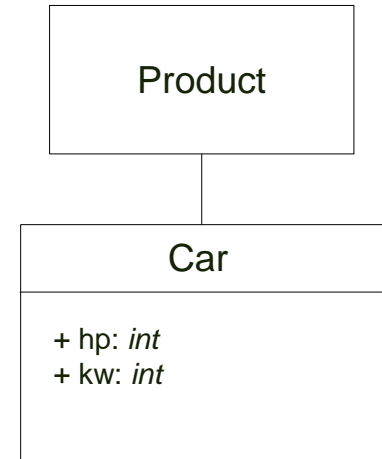 Product
Car
+ hp: int
+ kw: int